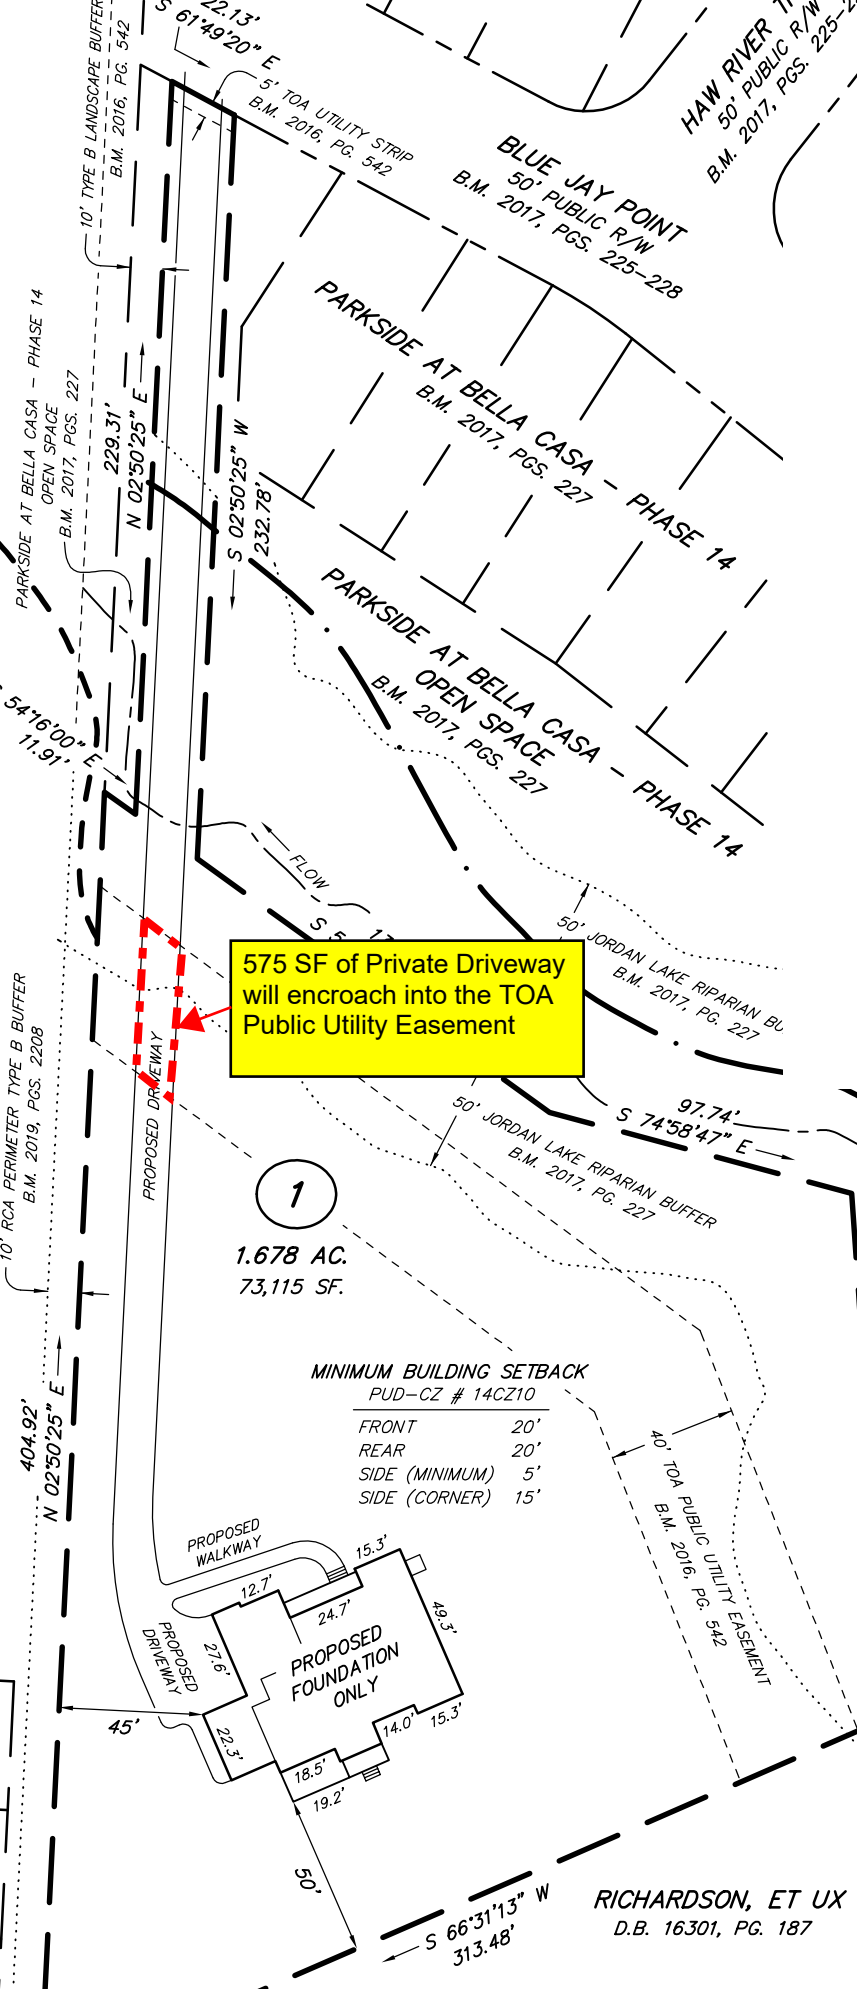 22.13'
S 61°49'20" E
5' TOA UTILITY STRIP
B.M. 2016, PG. 542
10' TYPE B LANDSCAPE BUFFER
B.M. 2016, PG. 542
HAW RIVER
50' PUBLIC R/W
B.M. 2017, PGS.
BLUE JAY POINT
50' PUBLIC R/W
B.M. 2017, PGS. 225-228
PARKSIDE AT BELLA CASA - PHASE 14
B.M. 2017, PGS. 227
PARKSIDE AT BELLA CASA - PHASE 14
OPEN SPACE
B.M. 2017, PGS. 227
229.31'
N 02°50'25" E
S 02°50'25" W
232.78'
PARKSIDE AT BELLA CASA - PHASE 14
OPEN SPACE
B.M. 2017, PGS. 227
54°16'00" E
11.91'
FLOW
S 5
17
575 SF of Private Driveway
will encroach into the TOA
Public Utility Easement
50' JORDAN LAKE RIPARIAN BU
B.M. 2017, PG. 227
97.74'
S 74°58'47" E
50' JORDAN LAKE RIPARIAN BUFFER
B.M. 2017, PG. 227
10' RCA PERIMETER TYPE B BUFFER
B.M. 2019, PGS. 2208
PROPOSED DRIVEWAY
1
1.678 AC.
73,115 SF.
MINIMUM BUILDING SETBACK
PUD-CZ # 14CZ10
FRONT 20'
REAR 20'
SIDE (MINIMUM) 5'
SIDE (CORNER) 15'
404.92'
N 02°50'25" E
40' TOA PUBLIC UTILITY EASEMENT
B.M. 2016, PG. 542
PROPOSED
WALKWAY
15.3'
12.7'
24.7'
49.3'
27.6'
PROPOSED
DRIVEWAY
PROPOSED
FOUNDATION
ONLY
45'
22.3'
14.0'
15.3'
18.5'
19.2'
50'
S 66°31'13" W
313.48'
RICHARDSON, ET UX
D.B. 16301, PG. 187